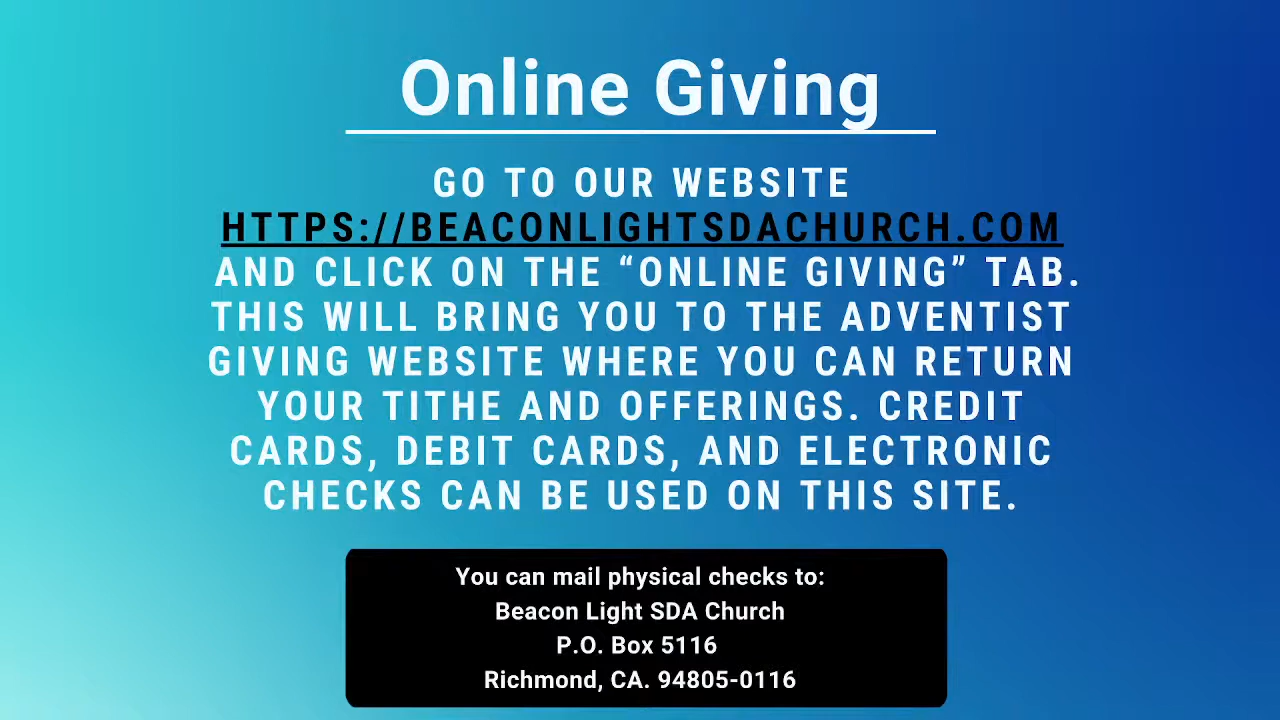 Online Giving
GO TO OUR WEBSITE
HTTPS://BEACONLIGHTSDACHURCH.COM
AND CLICK ON THE “ONLINE GIVING” TAB.
THIS WILL BRING YOU TO THE ADVENTIST
GIVING WEBSITE WHERE YOU CAN RETURN
YOUR TITHE AND OFFERINGS. CREDIT
CARDS, DEBIT CARDS, AND ELECTRONIC
CHECKS CAN BE USED ON THIS SITE.
You can mail physical checks to:
Beacon Light SDA Church
P.O. Box 5116
Richmond, CA. 94805-0116